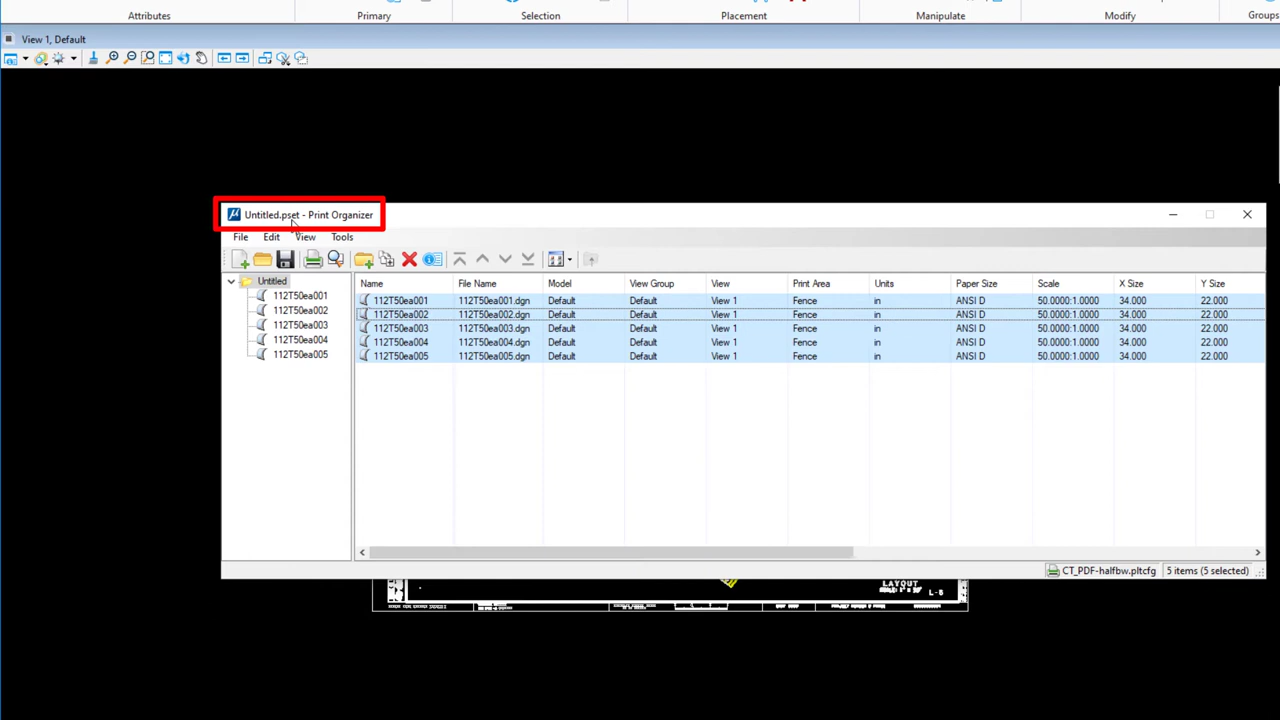 Attributes Primary Selection Placement Manipulate Modify Groups
View 1, Default
Untitled.pset - Print Organizer
File Edit View Tools
Untitled
112T50ea001
112T50ea002
112T50ea003
112T50ea004
112T50ea005
Name File Name Model View Group View Print Area Units Paper Size Scale X Size Y Size
112T50ea001 112T50ea001.dgn Default Default View 1 Fence in ANSI D 50.0000:1.0000 34.000 22.000
112T50ea002 112T50ea002.dgn Default Default View 1 Fence in ANSI D 50.0000:1.0000 34.000 22.000
112T50ea003 112T50ea003.dgn Default Default View 1 Fence in ANSI D 50.0000:1.0000 34.000 22.000
112T50ea004 112T50ea004.dgn Default Default View 1 Fence in ANSI D 50.0000:1.0000 34.000 22.000
112T50ea005 112T50ea005.dgn Default Default View 1 Fence in ANSI D 50.0000:1.0000 34.000 22.000
CT_PDF-halfbw.pltcfg 5 items (5 selected)
LAYOUT
L-5